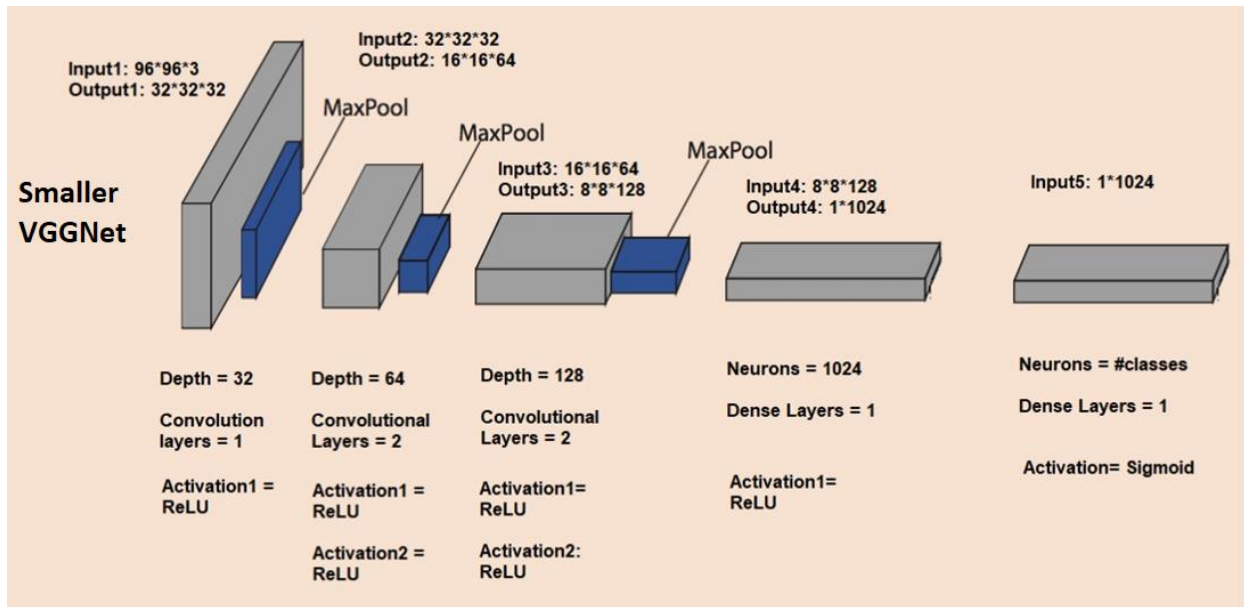 Smaller
VGGNet
Input1: 96*96*3
Output1: 32*32*32
MaxPool
Input2: 32*32*32
Output2: 16*16*64
MaxPool
Input3: 16*16*64
Output3: 8*8*128
MaxPool
Input4: 8*8*128
Output4: 1*1024
Input5: 1*1024
Depth = 32
Convolution
layers = 1
Activation1 =
ReLU
Depth = 64
Convolutional
Layers = 2
Activation1 =
ReLU
Activation2 =
ReLU
Depth = 128
Convolutional
Layers = 2
Activation1=
ReLU
Activation2:
ReLU
Neurons = 1024
Dense Layers = 1
Activation1=
ReLU
Neurons = #classes
Dense Layers = 1
Activation= Sigmoid